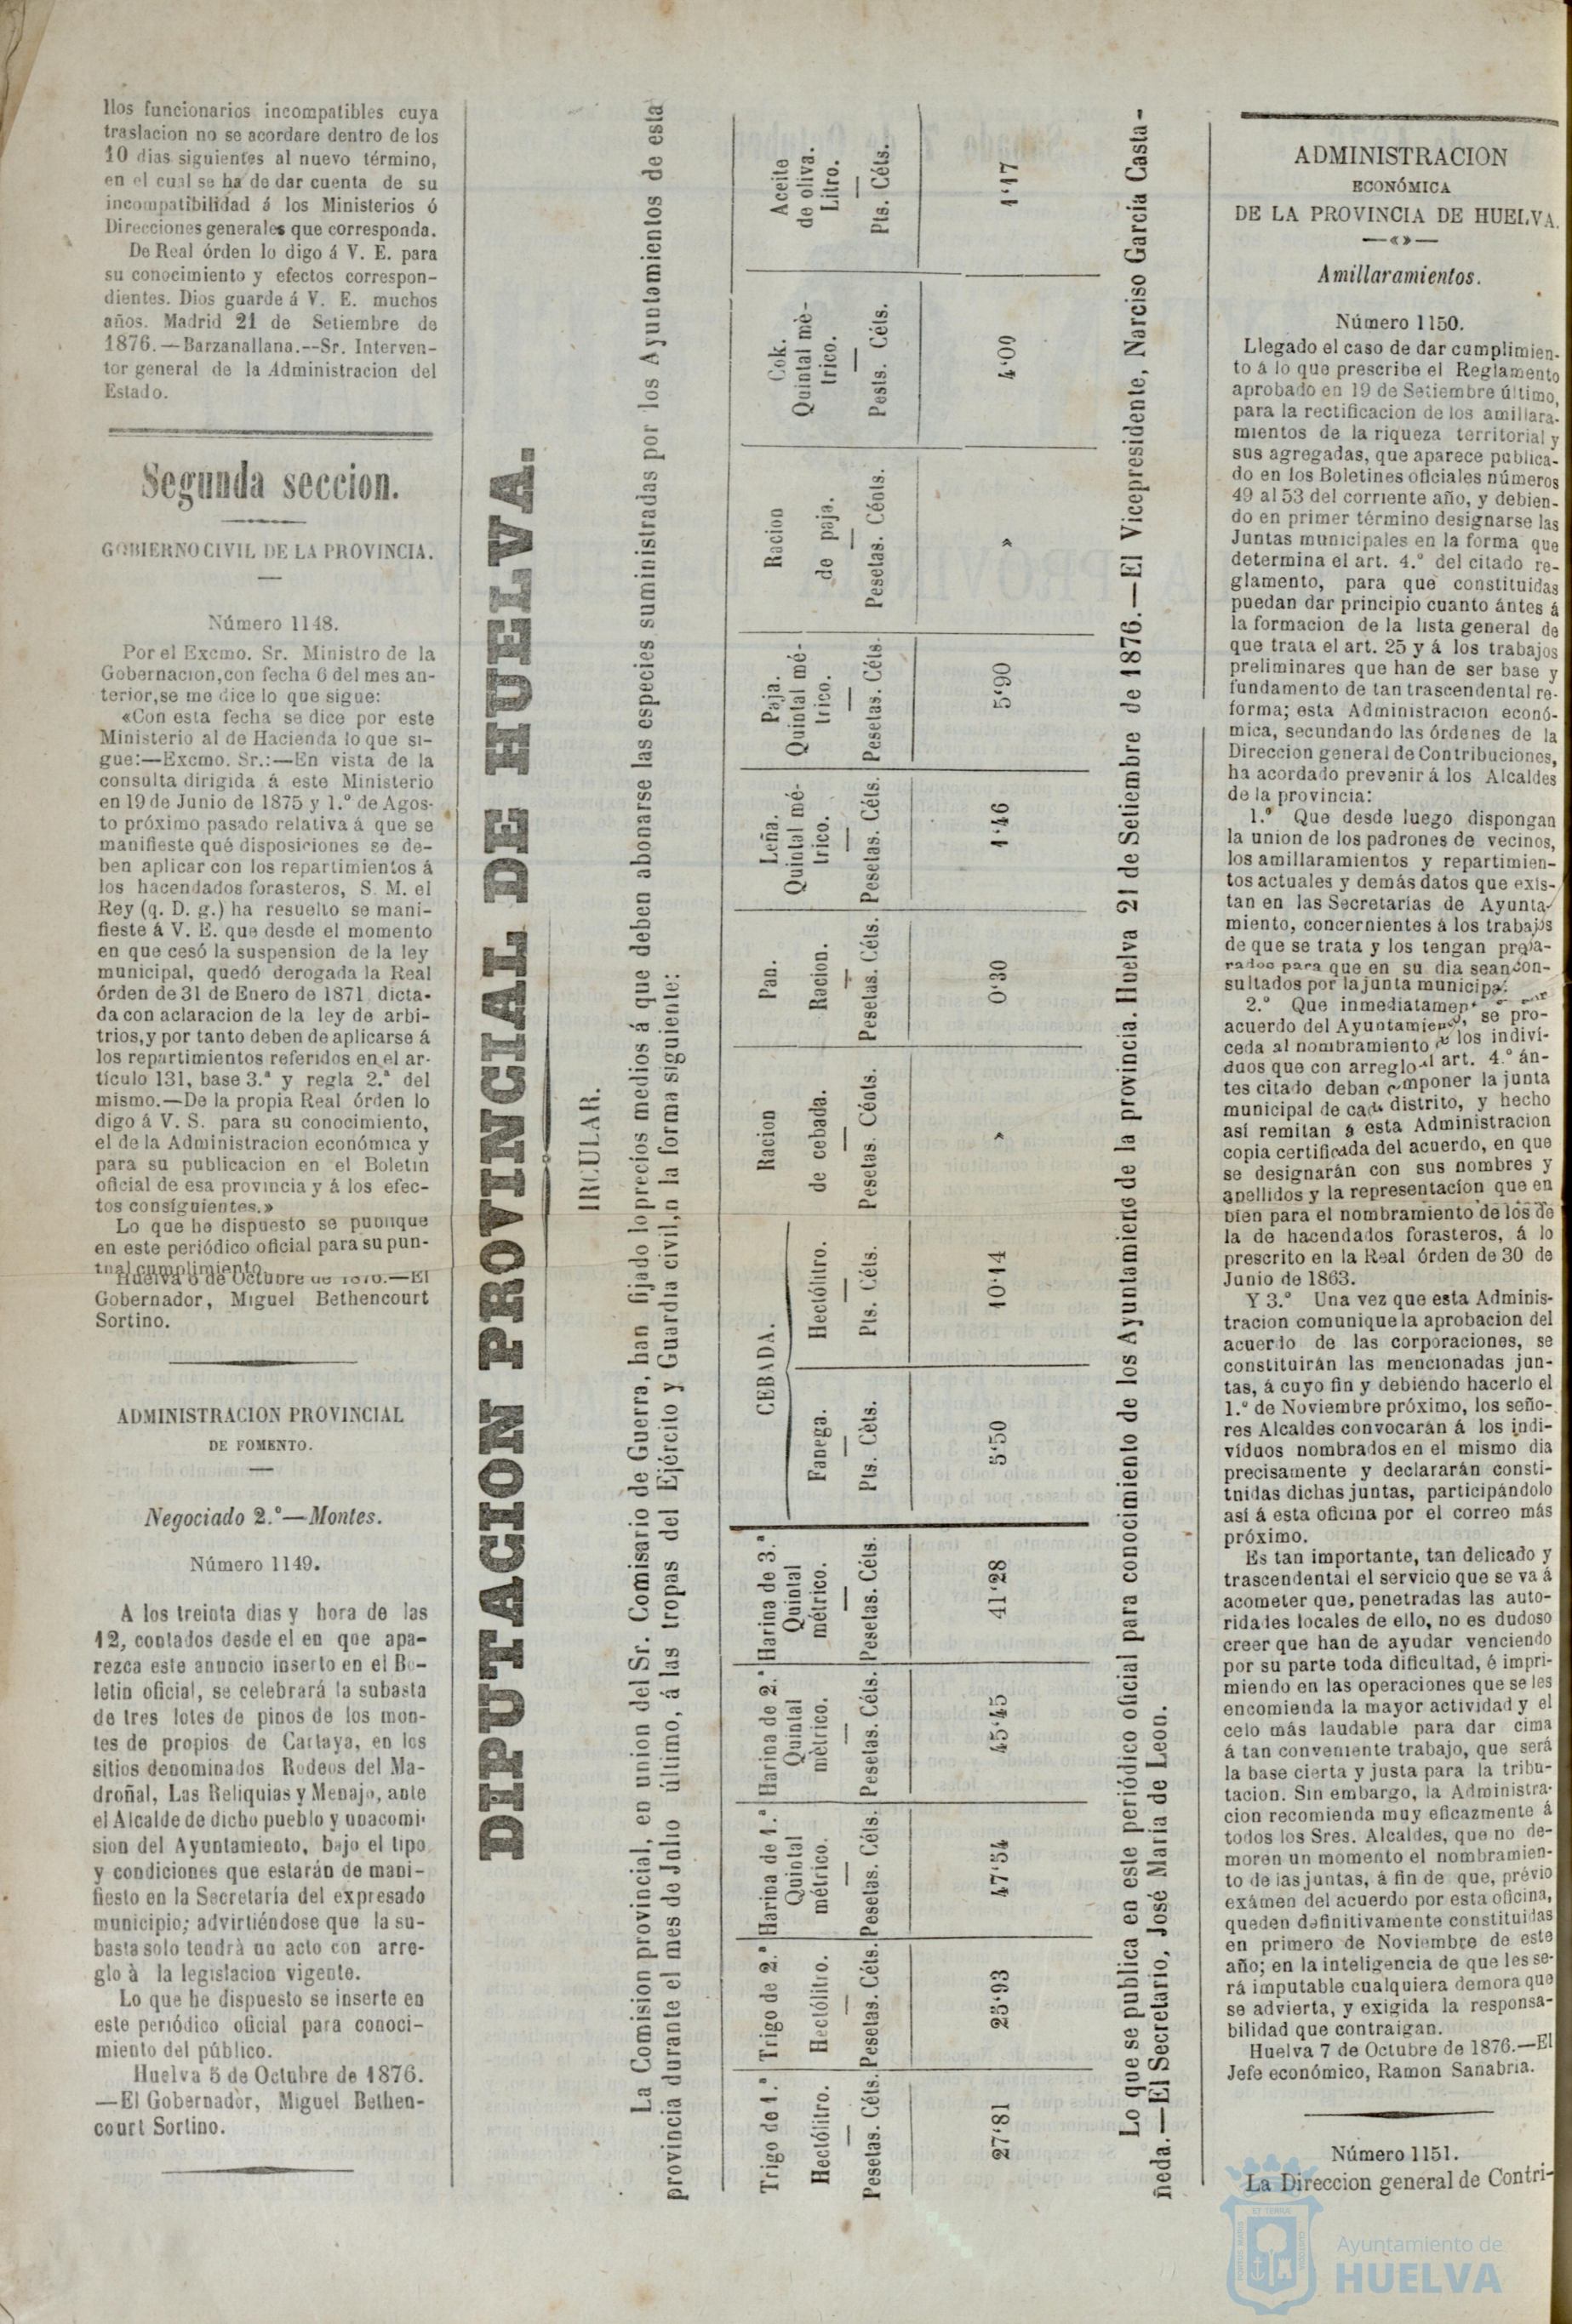 llos funcionarios incompatibles cuya
traslacion no se acordare dentro de los
10 dias siguientes al nuevo término,
en el cual se ha de dar cuenta de su
incompatibilidad á los Ministerios ó
Direcciones generales que corresponda.
De Real órden lo digo á V. E. para
su conocimiento y efectos correspon-
dientes. Dios guarde á V. E. muchos
años. Madrid 21 de Setiembre de
1876.—Barzanallana.--Sr. Interven-
tor general de la Administracion del
Estado.
Segunda seccion.
GOBIERNO CIVIL DE LA PROVINCIA.
Número 1148.
Por el Excmo. Sr. Ministro de la
Gobernacion, con fecha 6 del mes an-
terior, se me dice lo que sigue:
«Con esta fecha se dice por este
Ministerio al de Hacienda lo que si-
gue:—Excmo. Sr.:—En vista de la
consulta dirigida á este Ministerio
en 19 de Junio de 1875 y 1.º de Agos-
to próximo pasado relativa á que se
manifieste qué disposiciones se de-
ben aplicar con los repartimientos á
los hacendados forasteros, S. M. el
Rey (q. D. g.) ha resuelto se mani-
fieste á V. E. que desde el momento
en que cesó la suspension de la ley
municipal, quedó derogada la Real
órden de 31 de Enero de 1871 dicta-
da con aclaracion de la ley de arbi-
trios, y por tanto deben de aplicarse á
los repartimientos referidos en el ar-
tículo 131, base 3.ª y regla 2.ª del
mismo.—De la propia Real órden lo
digo á V. S. para su conocimiento,
el de la Administracion económica y
para su publicacion en el Boletin
oficial de esa provincia y á los efec-
tos consiguientes.»
Lo que he dispuesto se publique
en este periódico oficial para su pun-
tual cumplimiento.
Huelva 6 de Octubre de 1876.—El
Gobernador, Miguel Bethencourt
Sortino.
ADMINISTRACION PROVINCIAL
DE FOMENTO.
Negociado 2.º—Montes.
Número 1149.
A los treinta dias y hora de las
12, contados desde el en que apa-
rezca este anuncio inserto en el Bo-
letin oficial, se celebrará la subasta
de tres lotes de pinos de los mon-
tes de propios de Cartaya, en los
sitios denominados Rodeos del Ma-
droñal, Las Reliquias y Menajo, ante
el Alcalde de dicho pueblo y una comi-
sion del Ayuntamiento, bajo el tipo
y condiciones que estarán de mani-
fiesto en la Secretaría del expresado
municipio; advirtiéndose que la su-
basta solo tendrà un acto con arre-
glo à la legislacion vigente.
Lo que he dispuesto se inserte en
este periódico oficial para conoci-
miento del público.
Huelva 5 de Octubre de 1876.
—El Gobernador, Miguel Bethen-
court Sortino.
DIPUTACION PROVINCIAL DE HUELVA.
IRCULAR.
La Comision provincial, en union del Sr. Comisario de Guerra, han fijado lo precios medios á que deben abonarse las especies suministradas por los Ayuntamientos de esta
provincia durante el mes de Julio último, á las tropas del Ejército y Guardia civil, n la forma siguiente:
Trigo de 1.ª Hectólitro. — Pesetas. Céts. 27'81
Trigo de 2.ª Hectólitro. — Pesetas. Céts. 25'93
Harina de 1.ª Quintal métrico. — Pesetas. Céts. 47'54
Harina de 2.ª Quintal mètrico. — Pesetas. Céts. 45'45
Harina de 3.ª Quintal métrico. — Pesetas. Céts. 41'28
CEBADA.
Fanega. — Pts. Cèts. 5'50
Hectólitro. — Pts. Céts. 10'14
Racion de cebada. — Pesetas. Cénts. »
Pan. Racion. — Pesetas. Céts. 0'30
Leña. Quintal mé-trico. — Pesetas. Céts. 1'46
Paja. Quintal mé-trico. — Pesetas. Céts. 5'90
Racion de paja. — Pesetas. Cénts. »
Cok. Quintal mè-trico. — Pests. Céts. 4'09
Aceite de oliva. Litro. — Pts. Céts. 1'17
Lo que se publica en este periódico oficial para conocimiento de los Ayuntamienc de la provincia. Huelva 21 de Setiembre de 1876.—El Vicepresidente, Narciso García Casta-
ñeda.—El Secretario, José María de Leon.
ADMINISTRACION
ECONÓMICA
DE LA PROVINCIA DE HUELVA.
—«»—
Amillaramientos.
Número 1150.
Llegado el caso de dar cumplimien-
to á lo que prescribe el Reglamento
aprobado en 19 de Setiembre último,
para la rectificacion de los amillara-
mientos de la riqueza territorial y
sus agregadas, que aparece publica-
do en los Boletines oficiales números
49 al 53 del corriente año, y debien-
do en primer término designarse las
Juntas municipales en la forma que
determina el art. 4.º del citado re-
glamento, para que constituidas
puedan dar principio cuanto ántes á
la formacion de la lista general de
que trata el art. 25 y á los trabajos
preliminares que han de ser base y
fundamento de tan trascendental re-
forma; esta Administracion econó-
mica, secundando las órdenes de la
Direccion general de Contribuciones,
ha acordado prevenir á los Alcaldes
de la provincia:
1.º Que desde luego dispongan
la union de los padrones de vecinos,
los amillaramientos y repartimien-
tos actuales y demás datos que exis-
tan en las Secretarías de Ayunta-
miento, concernientes á los trabajos
de que se trata y los tengan prepa-
rados para que en su dia sean con-
sultados por la junta municipal.
2.º Que inmediatamen
acuerdo del Ayuntamien, se pro-
ceda al nombramiento de los indiví-
duos que con arreglo al art. 4.º án-
tes citado deban componer la junta
municipal de cada distrito, y hecho
así remitan á esta Administracion
copia certificada del acuerdo, en que
se designarán con sus nombres y
apellidos y la representacion que en
bien para el nombramiento de los de
la de hacendados forasteros, á lo
prescrito en la Real órden de 30 de
Junio de 1863.
Y 3.º Una vez que esta Adminis-
tracion comunique la aprobacion del
acuerdo de las corporaciones, se
constituirán las mencionadas jun-
tas, á cuyo fin y debiendo hacerlo el
1.º de Noviembre próximo, los seño-
res Alcaldes convocarán á los indi-
víduos nombrados en el mismo dia
precisamente y declararán consti-
tnidas dichas juntas, participándolo
así á esta oficina por el correo más
próximo.
Es tan importante, tan delicado y
trascendental el servicio que se va á
acometer que, penetradas las auto-
ridades locales de ello, no es dudoso
creer que han de ayudar venciendo
por su parte toda dificultad, é impri-
miendo en las operaciones que se les
encomienda la mayor actividad y el
celo más laudable para dar cima
á tan conveniente trabajo, que será
la base cierta y justa para la tribu-
tacion. Sin embargo, la Administra-
cion recomienda muy eficazmente á
todos los Sres. Alcaldes, que no de-
moren un momento el nombramien-
to de las juntas, á fin de que, prévio
exámen del acuerdo por esta oficina,
queden definitivamente constituidas
en primero de Noviembre de este
año; en la inteligencia de que les se-
rá imputable cualquiera demora que
se advierta, y exigida la responsa-
bilidad que contraigan.
Huelva 7 de Octubre de 1876.—El
Jefe económico, Ramon Sanabria.
Número 1151.
La Direccion general de Contri-
Ayuntamiento de
HUELVA